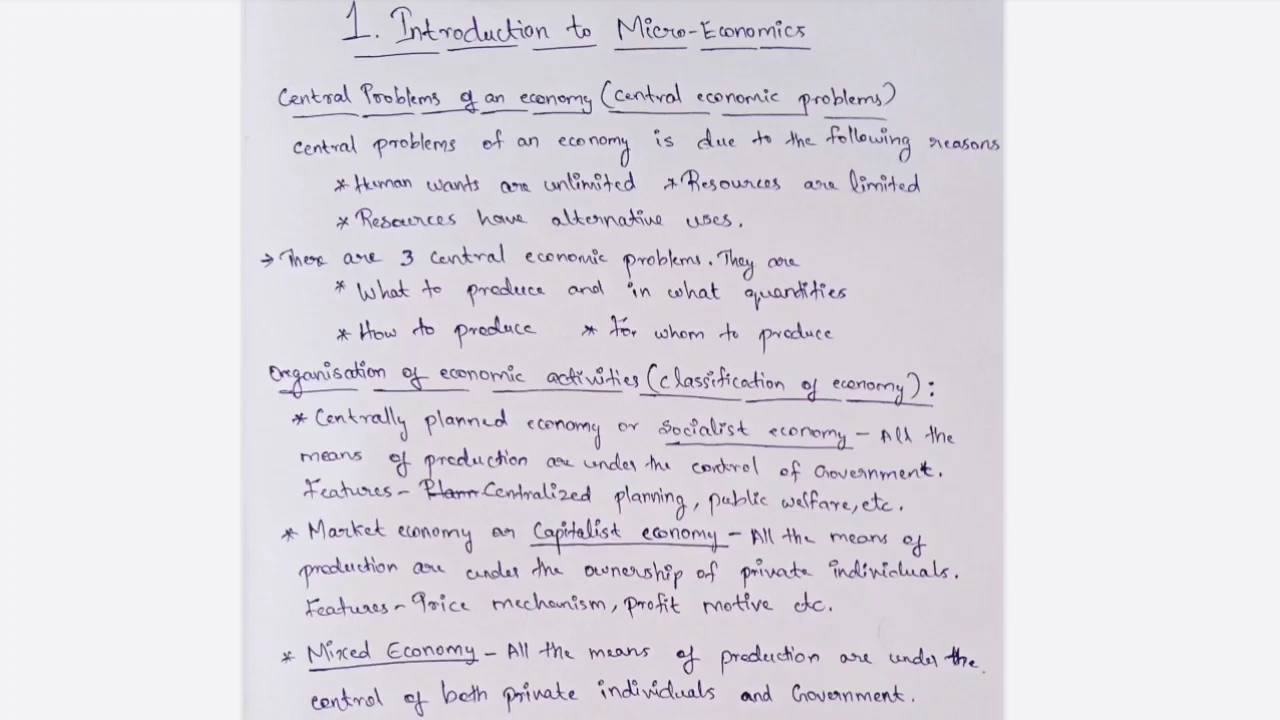 1. Introduction to Micro-Economics
Central Problems of an economy (central economic problems)
central problems of an economy is due to the following reasons
* Human wants are unlimited * Resources are limited
* Resources have alternative uses.
→ There are 3 central economic problems. They are
* What to produce and in what quantities
* How to produce * For whom to produce
Organisation of economic activities (classification of economy) :
* Centrally planned economy or Socialist economy - All the
means of production are under the control of Government.
Features - Plann Centralized planning, public welfare, etc.
* Market economy or Capitalist economy - All the means of
production are under the ownership of private individuals.
Features - Price mechanism, profit motive etc.
* Mixed Economy - All the means of production are under the.
control of both private individuals and Government.